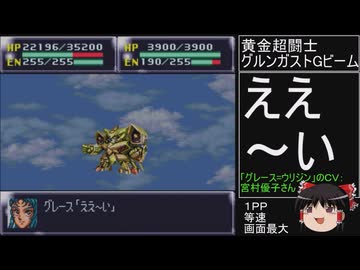 HP 22196/35200
EN 255/255
HP 3900/3900
EN 190/255
グレース「ええ~い」
黄金超闘士
グルンガストGビーム
ええ
~い
「グレース=ウリジン」のCV:
宮村優子さん
1PP
等速
画面最大